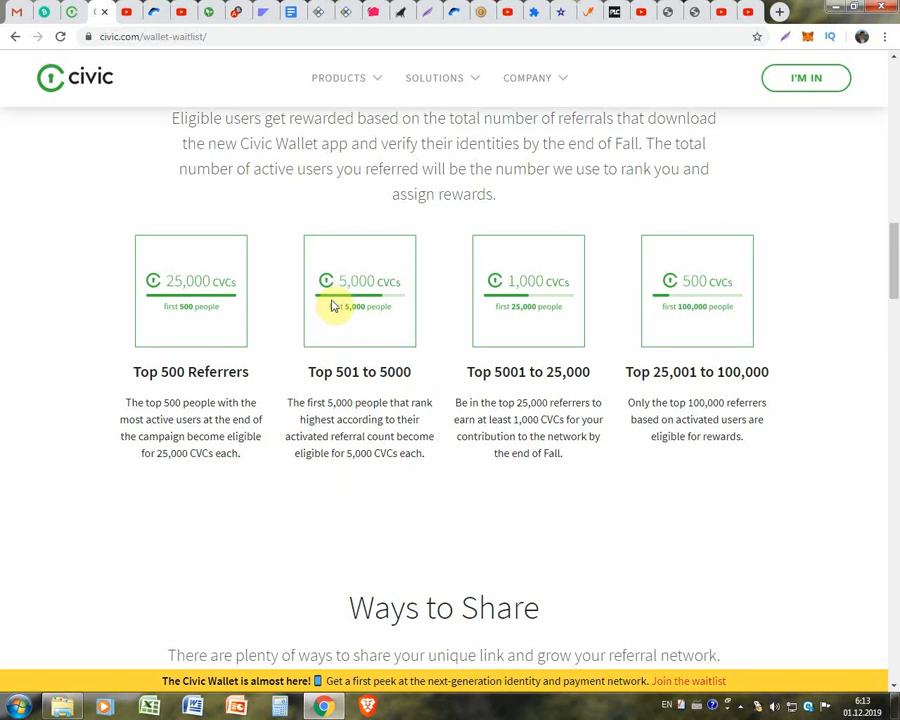 civic.com/wallet-waitlist/
IQ
civic
PRODUCTS
SOLUTIONS
COMPANY
I'M IN
Eligible users get rewarded based on the total number of referrals that download
the new Civic Wallet app and verify their identities by the end of Fall. The total
number of active users you referred will be the number we use to rank you and
assign rewards.
25,000 CVCs
first 500 people
5,000 CVCs
5,000 people
1,000 CVCs
first 25,000 people
500 CVCs
first 100,000 people
Top 500 Referrers
The top 500 people with the
most active users at the end of
the campaign become eligible
for 25,000 CVCs each.
Top 501 to 5000
The first 5,000 people that rank
highest according to their
activated referral count become
eligible for 5,000 CVCs each.
Top 5001 to 25,000
Be in the top 25,000 referrers to
earn at least 1,000 CVCs for your
contribution to the network by
the end of Fall.
Top 25,001 to 100,000
Only the top 100,000 referrers
based on activated users are
eligible for rewards.
Ways to Share
There are plenty of ways to share your unique link and grow your referral network.
The Civic Wallet is almost here! Get a first peek at the next-generation identity and payment network. Join the waitlist
EN
6:13
01.12.2019